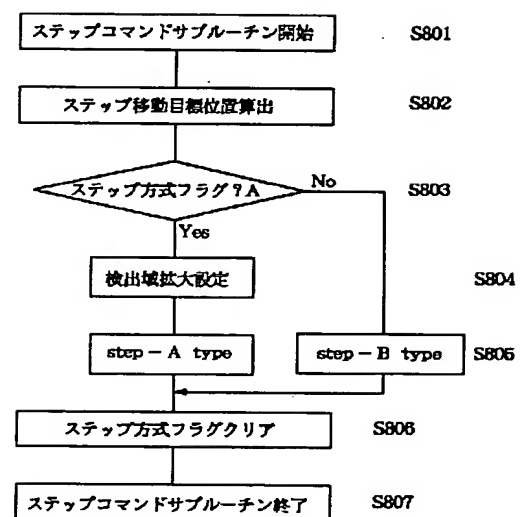 ステップコマンドサブルーチン開始 S801
ステップ移動目標位置算出 S802
ステップ方式フラグ?A No S803
Yes
検出域拡大設定 S804
step - A type step - B type S805
ステップ方式フラグクリア S806
ステップコマンドサブルーチン終了 S807